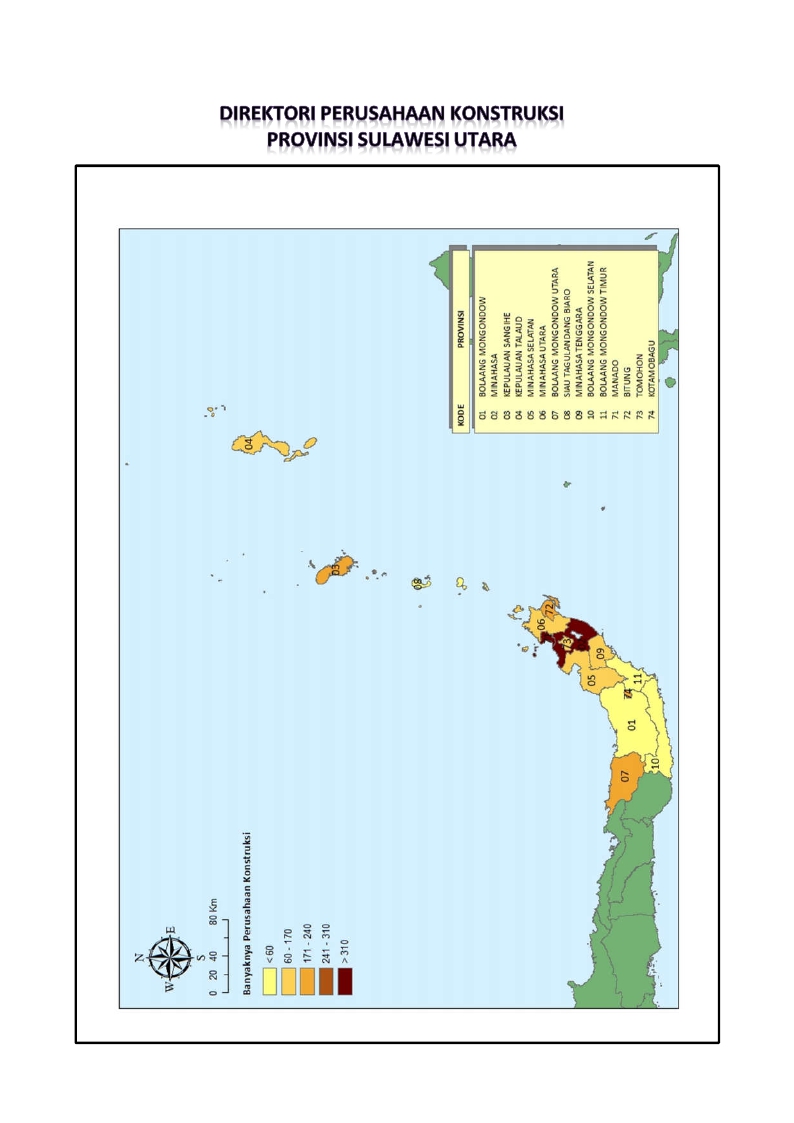 DIREKTORI PERUSAHAAN KONSTRUKSI
PROVINSI SULAWESI UTARA
N
W
E
S
0 20 40 80 Km
Banyaknya Perusahaan Konstruksi
< 60
60 - 170
171 - 240
241 - 310
> 310
04
03
08
06
72
73
09
05
11
74
01
10
07
KODE PROVINSI
01 BOLAANG MONGONDOW
02 MINAHASA
03 KEPULAUAN SANGIHE
04 KEPULAUAN TALAUD
05 MINAHASA SELATAN
06 MINAHASA UTARA
07 BOLAANG MONGONDOW UTARA
08 SIAU TAGULANDANG BIARO
09 MINAHASA TENGGARA
10 BOLAANG MONGONDOW SELATAN
11 BOLAANG MONGONDOW TIMUR
71 MANADO
72 BITUNG
73 TOMOHON
74 KOTAMOBAGU